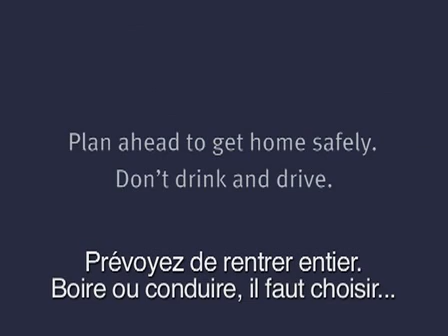 Plan ahead to get home safely.
Don't drink and drive.
Prévoyez de rentrer entier.
Boire ou conduire, il faut choisir...